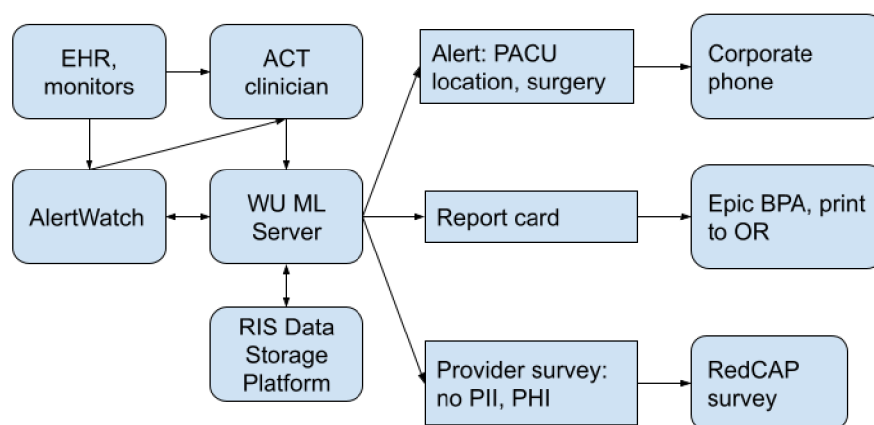 EHR,
monitors
ACT
clinician
Alert: PACU
location, surgery
Corporate
phone
AlertWatch
WU ML
Server
Report card
Epic BPA, print
to OR
RIS Data
Storage
Platform
Provider survey:
no PII, PHI
RedCAP
survey